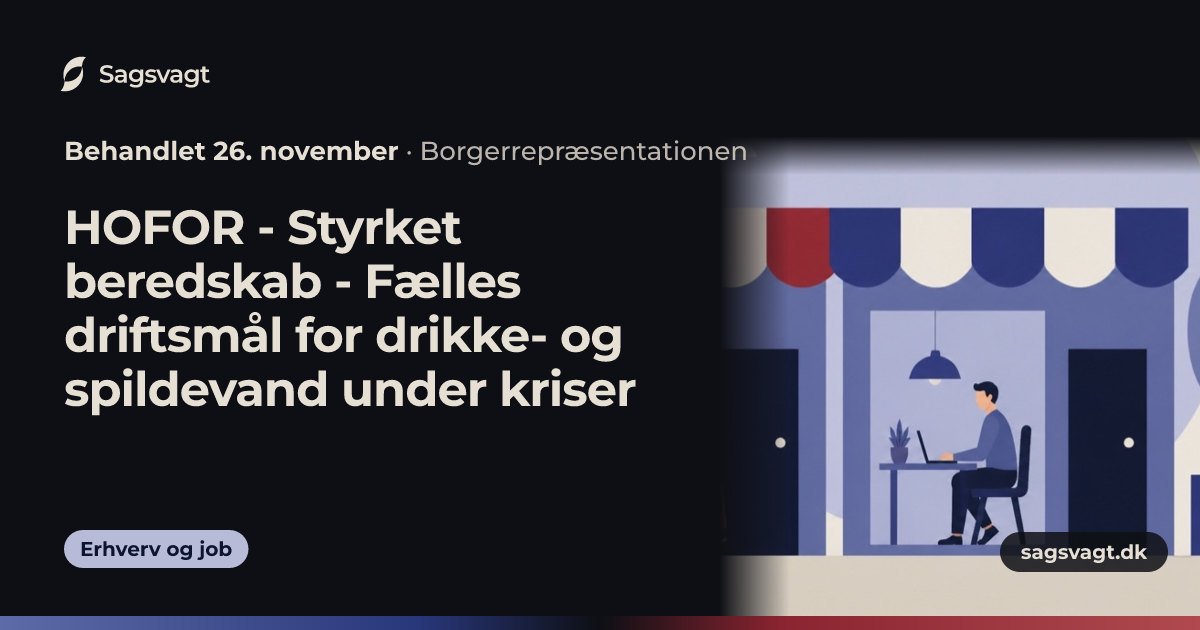 Sagsvagt
Behandlet 26. november · Borgerrepræsentationen
HOFOR - Styrket
beredskab - Fælles
driftsmål for drikke- og
spildevand under kriser
Erhverv og job
sagsvagt.dk